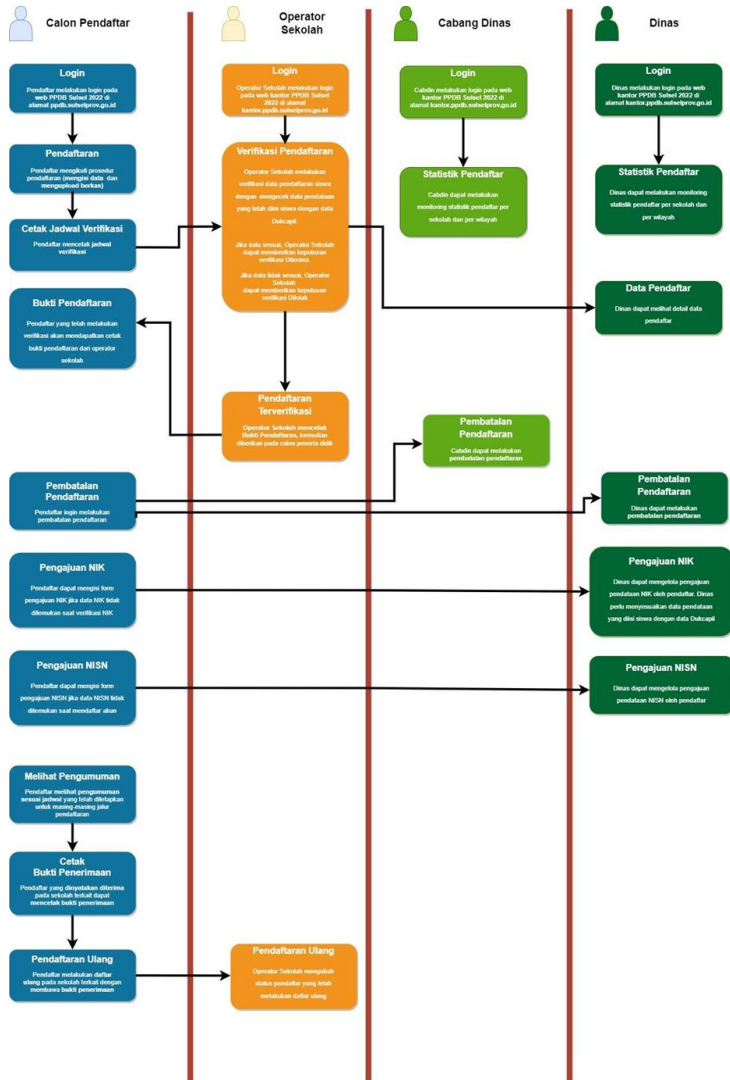 Calon Pendaftar
Operator
Sekolah
Cabang Dinas
Dinas
Login
Pendaftar melakukan login pada
web PPDB Sulsel 2022 di
alamat ppdb.sulselprov.go.id
Pendaftaran
Pendaftar mengikuti prosedur
pendaftaran (mengisi data dan
mengupload berkas)
Cetak Jadwal Verifikasi
Pendaftar mencetak jadwal
verifikasi
Bukti Pendaftaran
Pendaftar yang telah melakukan
verifikasi akan mendapatkan cetak
bukti pendaftaran dari operator
sekolah
Login
Operator Sekolah melakukan login
pada web kantor PPDB Sulsel
2022 di alamat
kantor.ppdb.sulselprov.go.id
Verifikasi Pendaftaran
Operator Sekolah melakukan
verifikasi data pendaftaran siswa
dengan mengecek data pendataan
yang telah diisi siswa dengan data
Dukcapil
Jika data sesuai, Operator Sekolah
dapat memberikan keputusan
verifikasi Diterima
Jika data tidak sesuai, Operator
Sekolah
dapat memberikan keputusan
verifikasi Ditolak
Pendaftaran
Terverifikasi
Operator Sekolah mencetak
Bukti Pendaftaran, kemudian
diberikan pada calon peserta didik
Login
Cabdin melakukan login pada web
kantor PPDB Sulsel 2022 di
alamat kantor.ppdb.sulselprov.go.id
Statistik Pendaftar
Cabdin dapat melakukan
monitoring statistik pendaftar per
sekolah dan per wilayah
Login
Dinas melakukan login pada web
kantor PPDB Sulsel 2022 di
alamat kantor.ppdb.sulselprov.go.id
Statistik Pendaftar
Dinas dapat melakukan monitoring
statistik pendaftar per sekolah dan
per wilayah
Data Pendaftar
Dinas dapat melihat detail data
pendaftar
Pembatalan
Pendaftaran
Pendaftar ingin melakukan
pembatalan pendaftaran
Pembatalan
Pendaftaran
Cabdin dapat melakukan
pembatalan pendaftaran
Pembatalan
Pendaftaran
Dinas dapat melakukan
pembatalan pendaftaran
Pengajuan NIK
Pendaftar dapat mengisi form
pengajuan NIK jika data NIK tidak
ditemukan saat verifikasi NIK
Pengajuan NIK
Dinas dapat mengelola pengajuan
pendataan NIK oleh pendaftar. Dinas
perlu menyesuaikan data pendataan
yang diisi siswa dengan data Dukcapil
Pengajuan NISN
Pendaftar dapat mengisi form
pengajuan NISN jika data NISN tidak
ditemukan saat mendaftar akun
Pengajuan NISN
Dinas dapat mengelola pengajuan
pendataan NISN oleh pendaftar
Melihat Pengumuman
Pendaftar melihat pengumuman
sesuai jadwal yang telah ditetapkan
untuk masing-masing jalur
pendaftaran
Cetak
Bukti Penerimaan
Pendaftar yang dinyatakan diterima
pada sekolah terkait dapat
mencetak bukti penerimaan
Pendaftaran Ulang
Pendaftar melakukan daftar
ulang pada sekolah terkait dengan
membawa bukti penerimaan
Pendaftaran Ulang
Operator Sekolah mengubah
status pendaftar yang telah
melakukan daftar ulang